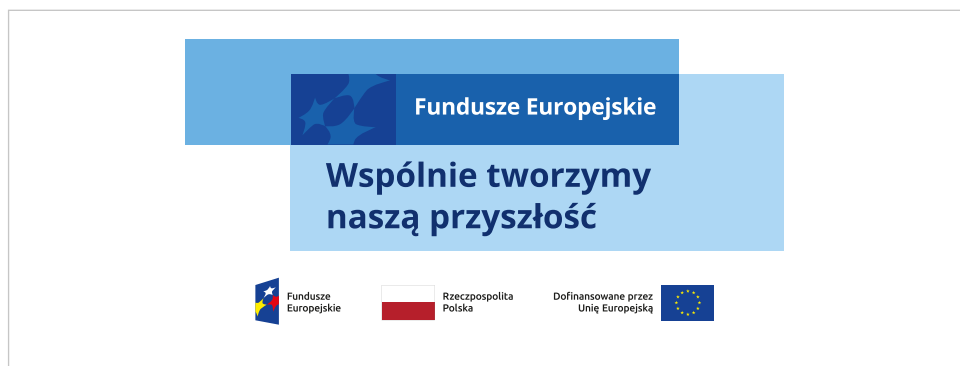 Fundusze Europejskie
Wspólnie tworzymy
naszą przyszłość
Fundusze
Europejskie
Rzeczpospolita
Polska
Dofinansowane przez
Unię Europejską